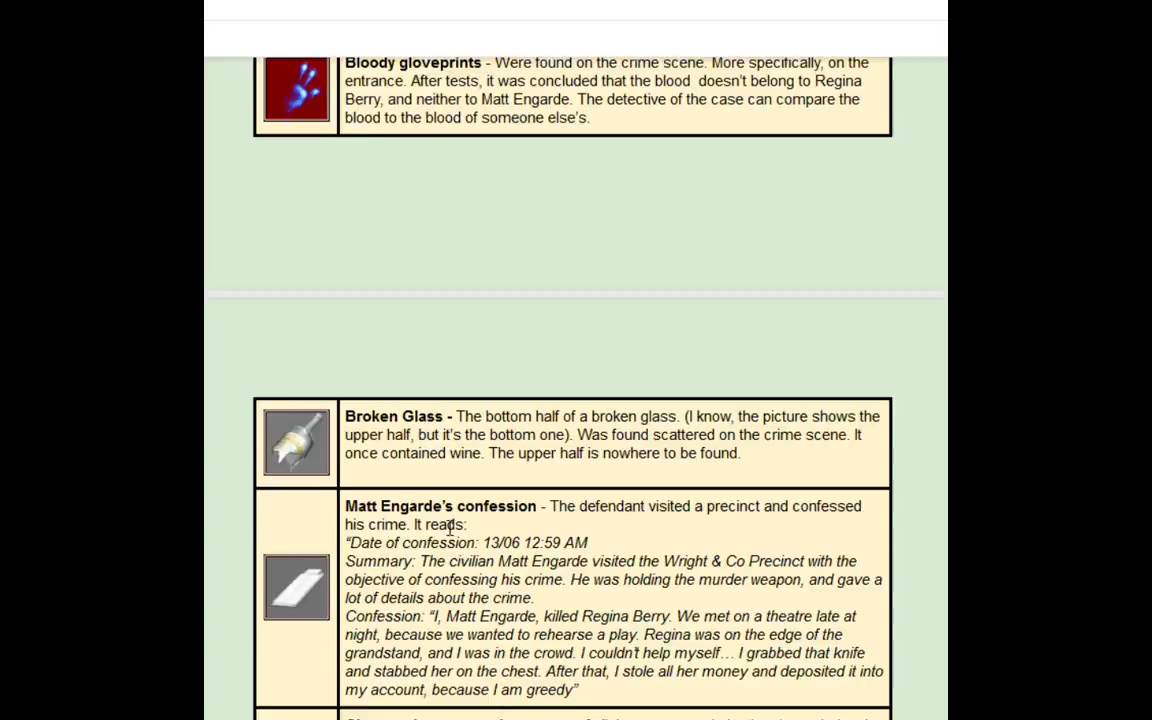 Bloody gloveprints - Were found on the crime scene. More specifically, on the
entrance. After tests, it was concluded that the blood doesn't belong to Regina
Berry, and neither to Matt Engarde. The detective of the case can compare the
blood to the blood of someone else's.
Broken Glass - The bottom half of a broken glass. (I know, the picture shows the
upper half, but it's the bottom one). Was found scattered on the crime scene. It
once contained wine. The upper half is nowhere to be found.
Matt Engarde's confession - The defendant visited a precinct and confessed
his crime. It reads:
"Date of confession: 13/06 12:59 AM
Summary: The civilian Matt Engarde visited the Wright & Co Precinct with the
objective of confessing his crime. He was holding the murder weapon, and gave a
lot of details about the crime.
Confession: "I, Matt Engarde, killed Regina Berry. We met on a theatre late at
night, because we wanted to rehearse a play. Regina was on the edge of the
grandstand, and I was in the crowd. I couldn't help myself... I grabbed that knife
and stabbed her on the chest. After that, I stole all her money and deposited it into
my account, because I am greedy"